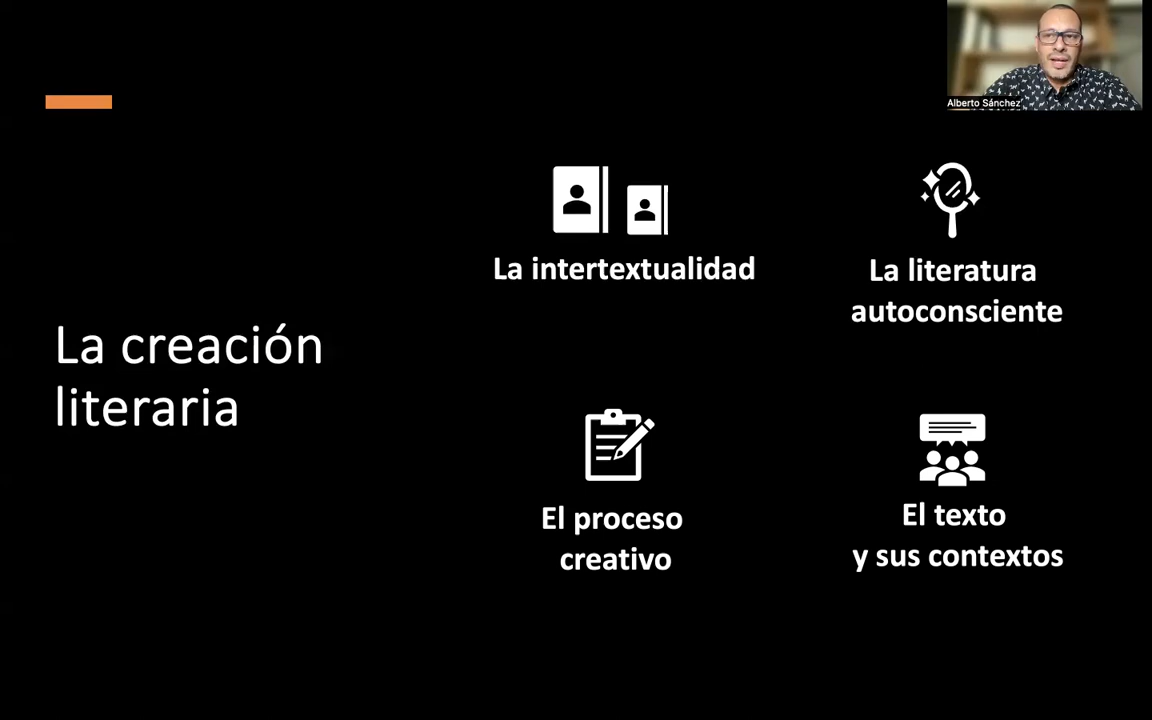 Alberto Sánchez
La creación
literaria
La intertextualidad
La literatura
autoconsciente
El proceso
creativo
El texto
y sus contextos